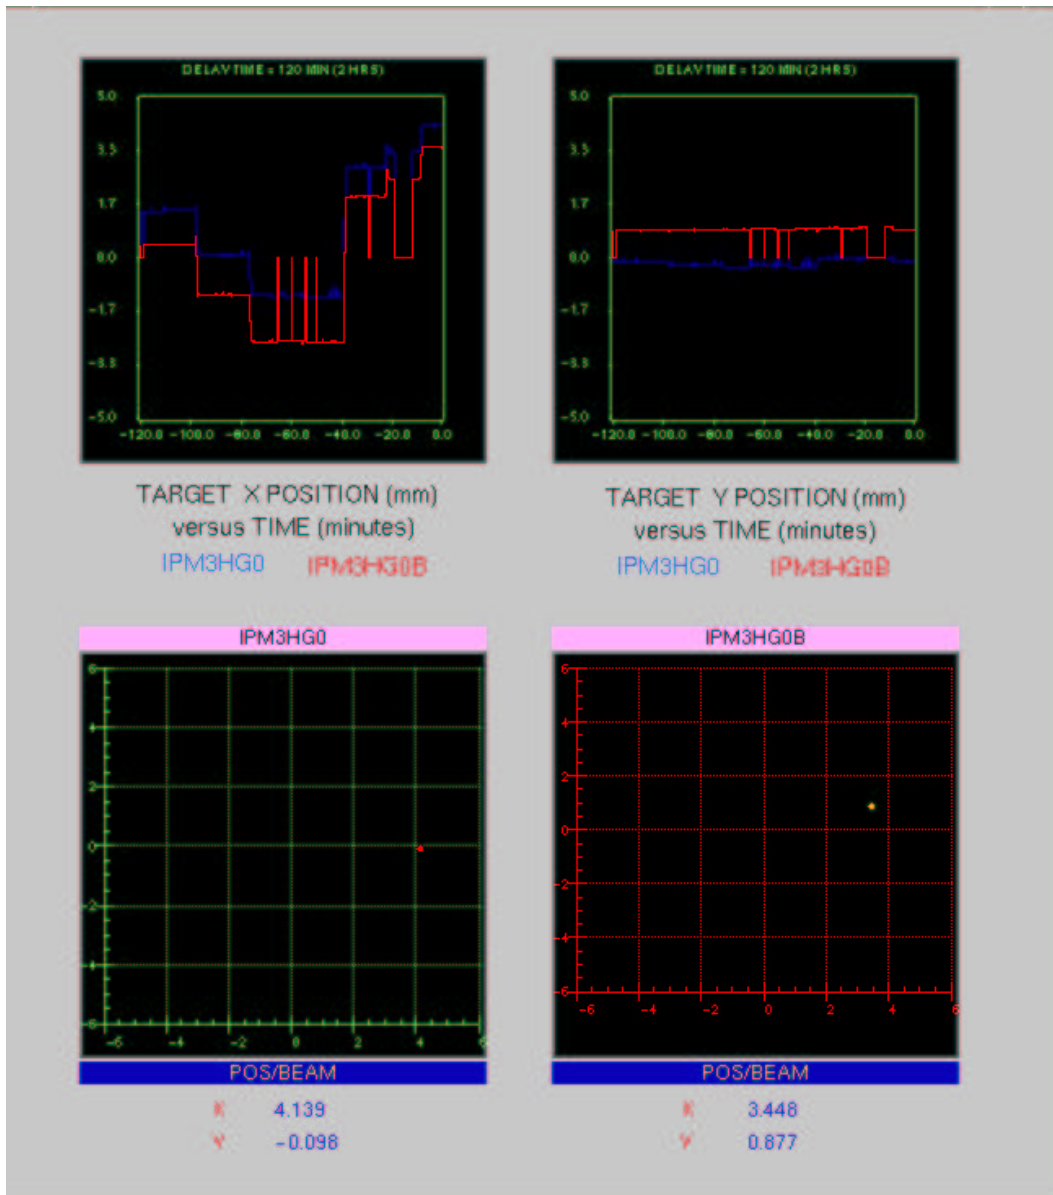 DELAYTIME = 120 MIN (2 HRS)
5.0
3.5
1.7
0.0
-1.7
-3.3
-5.0
-120.0 -100.0 -80.0 -60.0 -40.0 -20.0 0.0
TARGET X POSITION (mm)
versus TIME (minutes)
IPM3HG0 IPM3HG0B
DELAYTIME = 120 MIN (2 HRS)
5.0
3.5
1.7
0.0
-1.7
-3.3
-5.0
-120.0 -100.0 -80.0 -60.0 -40.0 -20.0 0.0
TARGET Y POSITION (mm)
versus TIME (minutes)
IPM3HG0 IPM3HG0B
IPM3HG0
6
4
2
0
-2
-4
-6
-6 -4 -2 0 2 4 6
POS/BEAM
X 4.139
Y -0.098
IPM3HG0B
6
4
2
0
-2
-4
-6
-6 -4 -2 0 2 4 6
POS/BEAM
X 3.448
Y 0.877